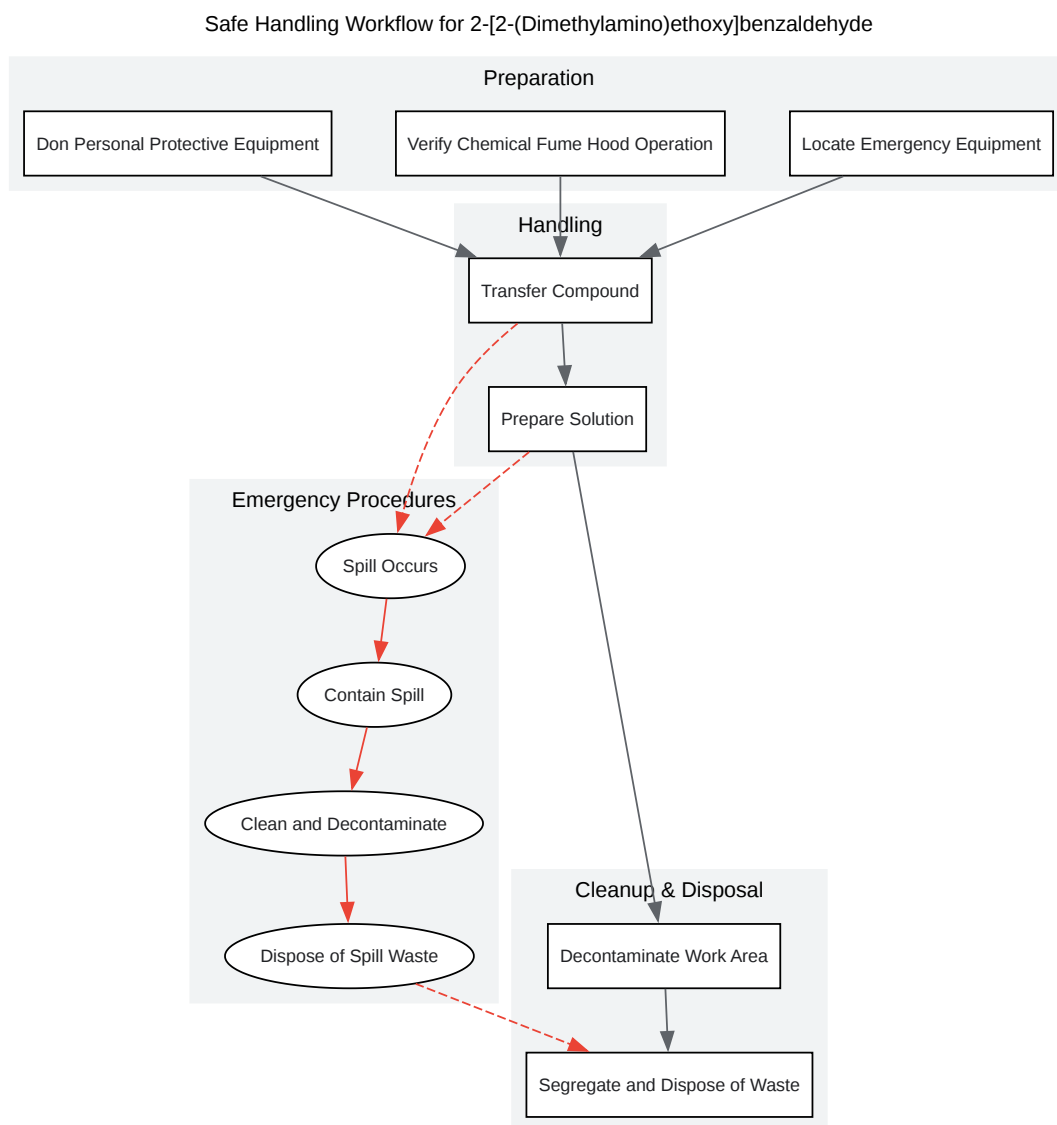 Safe Handling Workflow for 2-[2-(Dimethylamino)ethoxy]benzaldehyde
Preparation
Don Personal Protective Equipment
Verify Chemical Fume Hood Operation
Locate Emergency Equipment
Handling
Transfer Compound
Prepare Solution
Emergency Procedures
Spill Occurs
Contain Spill
Clean and Decontaminate
Dispose of Spill Waste
Cleanup & Disposal
Decontaminate Work Area
Segregate and Dispose of Waste